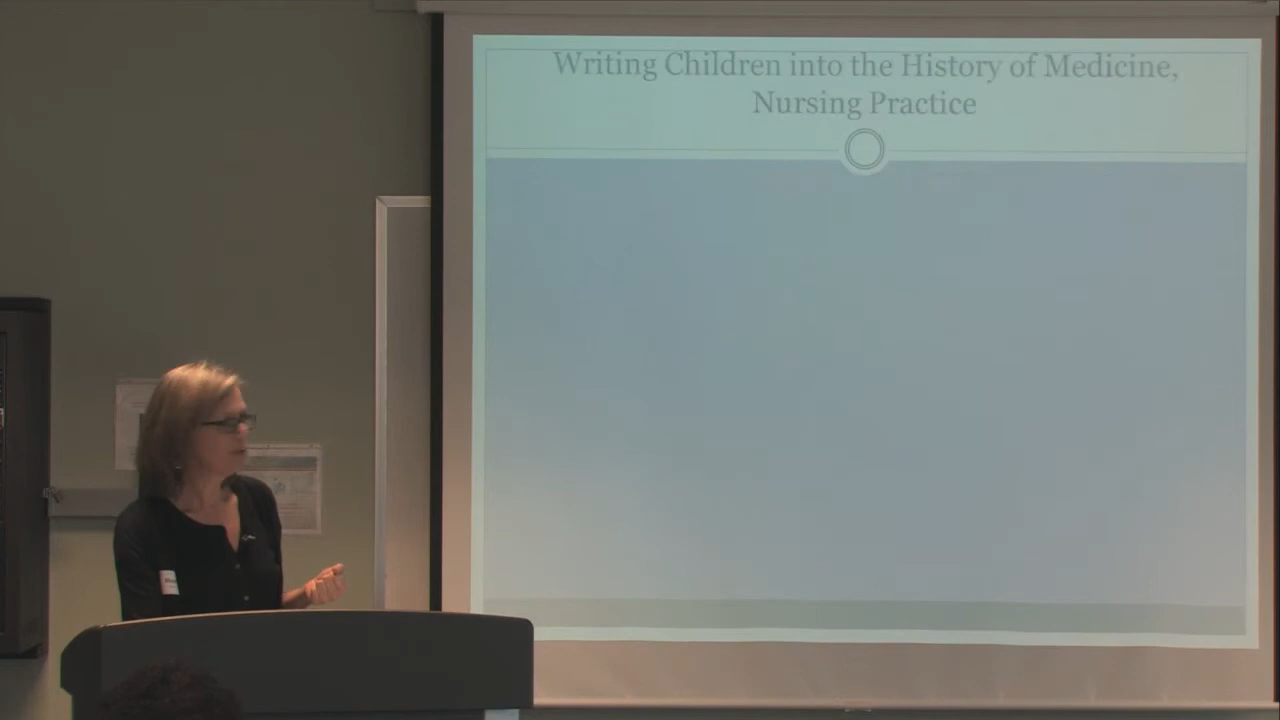 Writing Children into the History of Medicine,
Nursing Practice